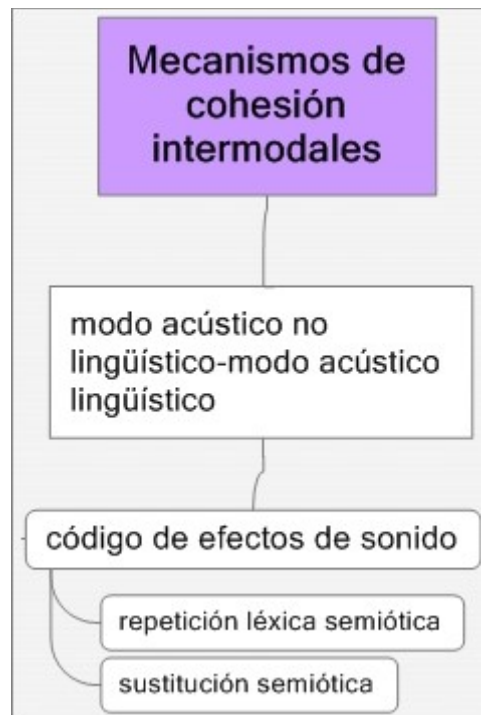 Mecanismos de
cohesión
intermodales
modo acústico no
lingüístico-modo acústico
lingüístico
código de efectos de sonido
repetición léxica semiótica
sustitución semiótica